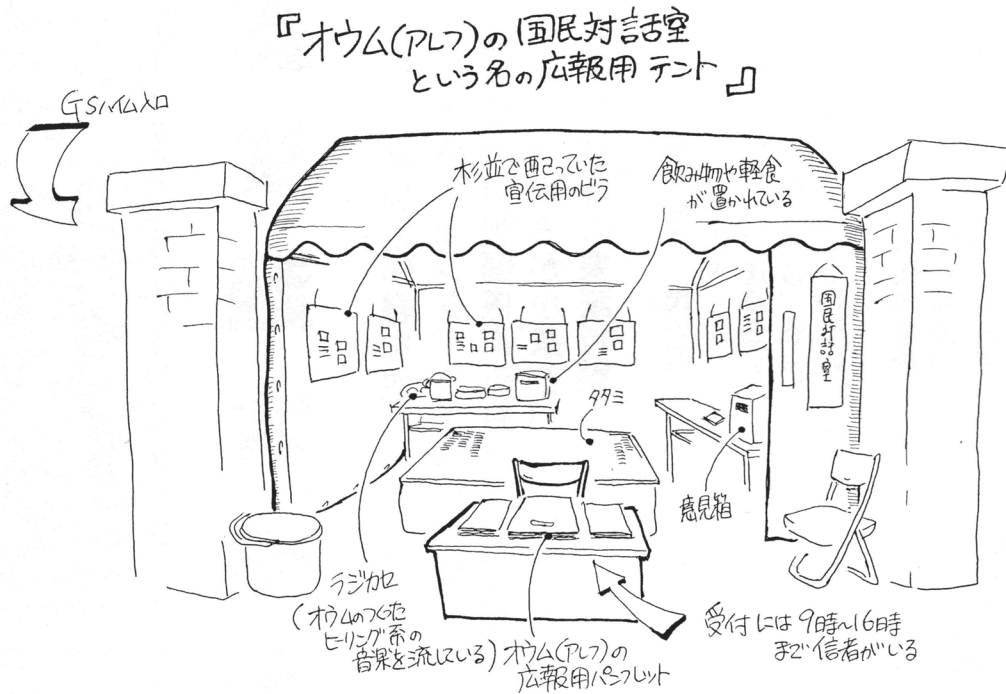 『オウム(アレフ)の国民対話室
という名の広報用テント』
GSハイム入口
杉並で配っていた
宣伝用のビラ
飲み物や軽食
が置かれている
国民対話室
タタミ
意見箱
ラジカセ
(オウムのつくった
ヒーリング系の
音楽を流している)
オウム(アレフ)の
広報用パンフレット
受付には9時~16時
まで信者がいる